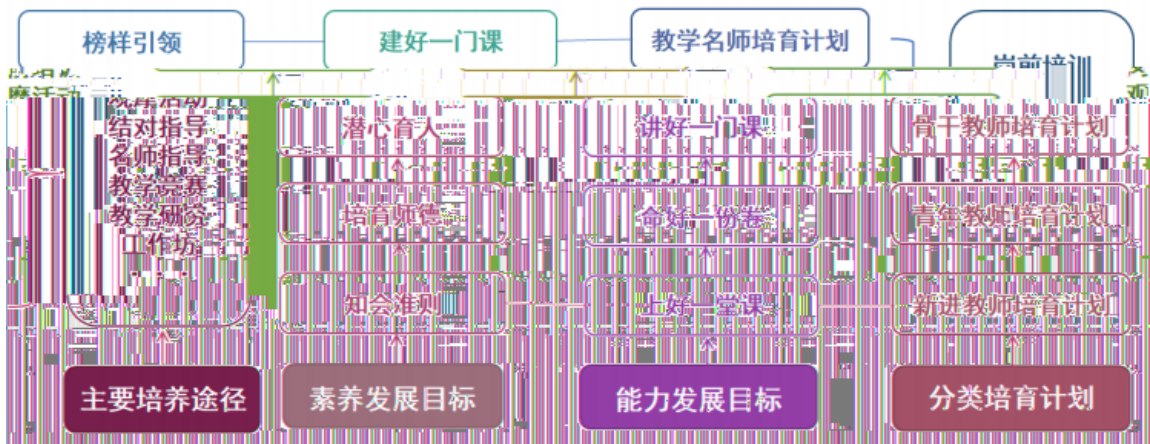 榜样引领
建好一门课
教学名师培育计划
岗前培训
摩活动
观
观摩活动
结对指导
名师指导
教学竞赛
教学研究
工作坊
......
潜心育人
讲好一门课
骨干教师培育计划
培育师德
命好一份卷
青年教师培育计划
知会准则
上好一堂课
新进教师培育计划
主要培养途径
素养发展目标
能力发展目标
分类培育计划